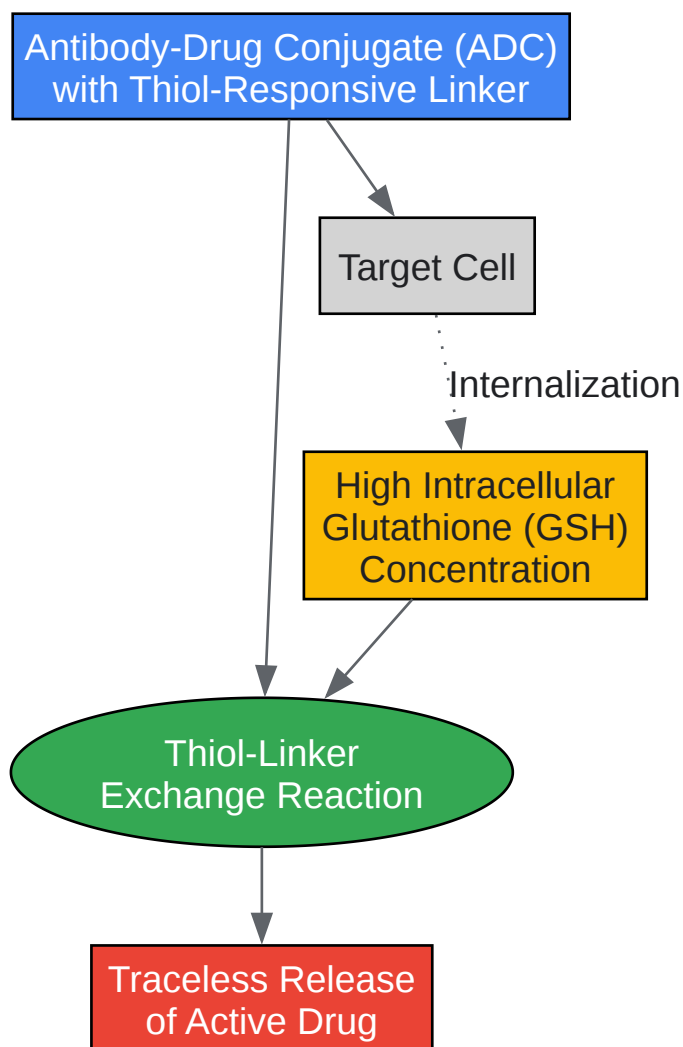 Antibody-Drug Conjugate (ADC)
with Thiol-Responsive Linker
Target Cell
Internalization
High Intracellular
Glutathione (GSH)
Concentration
Thiol-Linker
Exchange Reaction
Traceless Release
of Active Drug